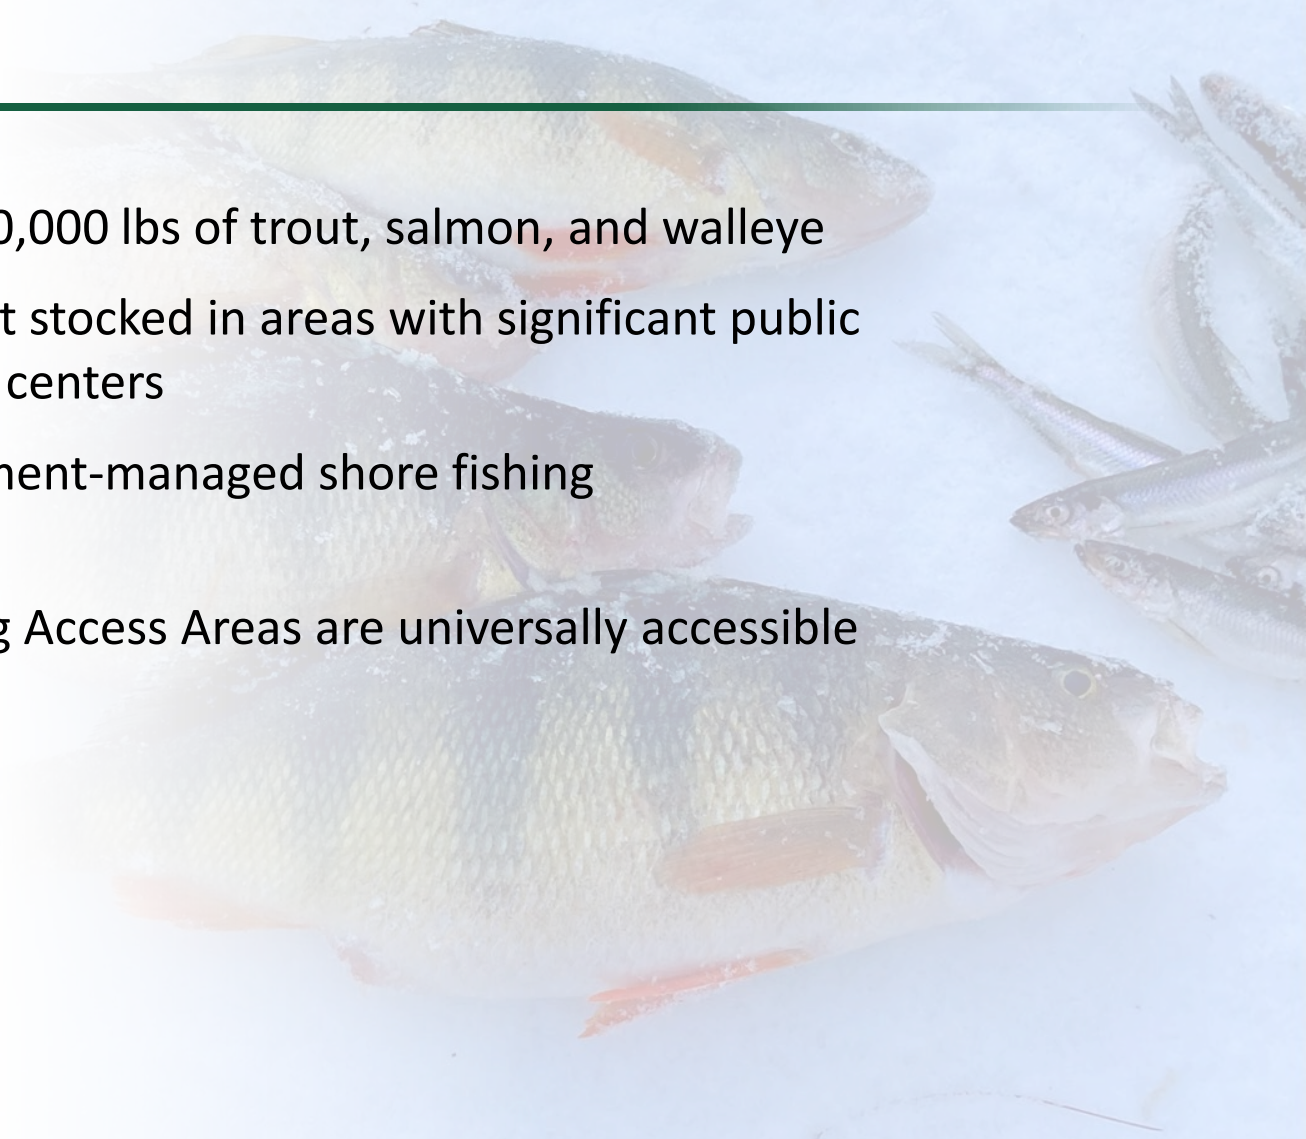 0,000 lbs of trout, salmon, and walleye
t stocked in areas with significant public
centers
ent-managed shore fishing
g Access Areas are universally accessible